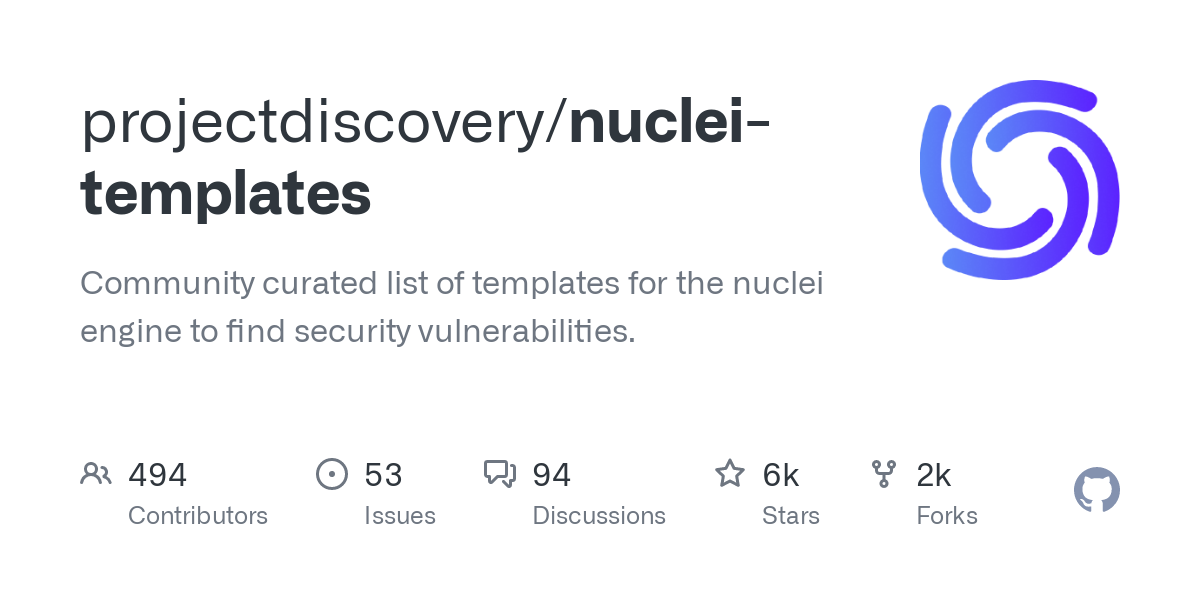 projectdiscovery/nuclei-
templates
Community curated list of templates for the nuclei
engine to find security vulnerabilities.
494 53 94 6k 2k
Contributors Issues Discussions Stars Forks